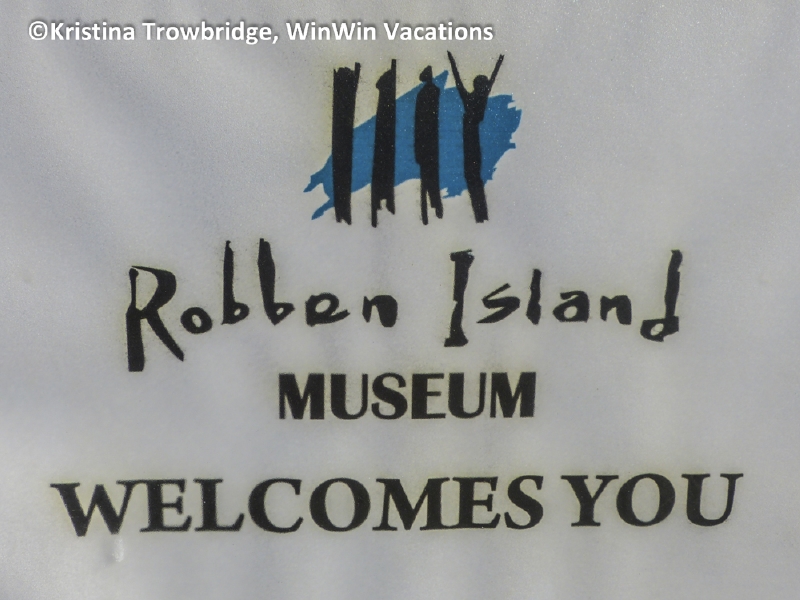 ©Kristina Trowbridge, WinWin Vacations
Robben Island
MUSEUM
WELCOMES YOU